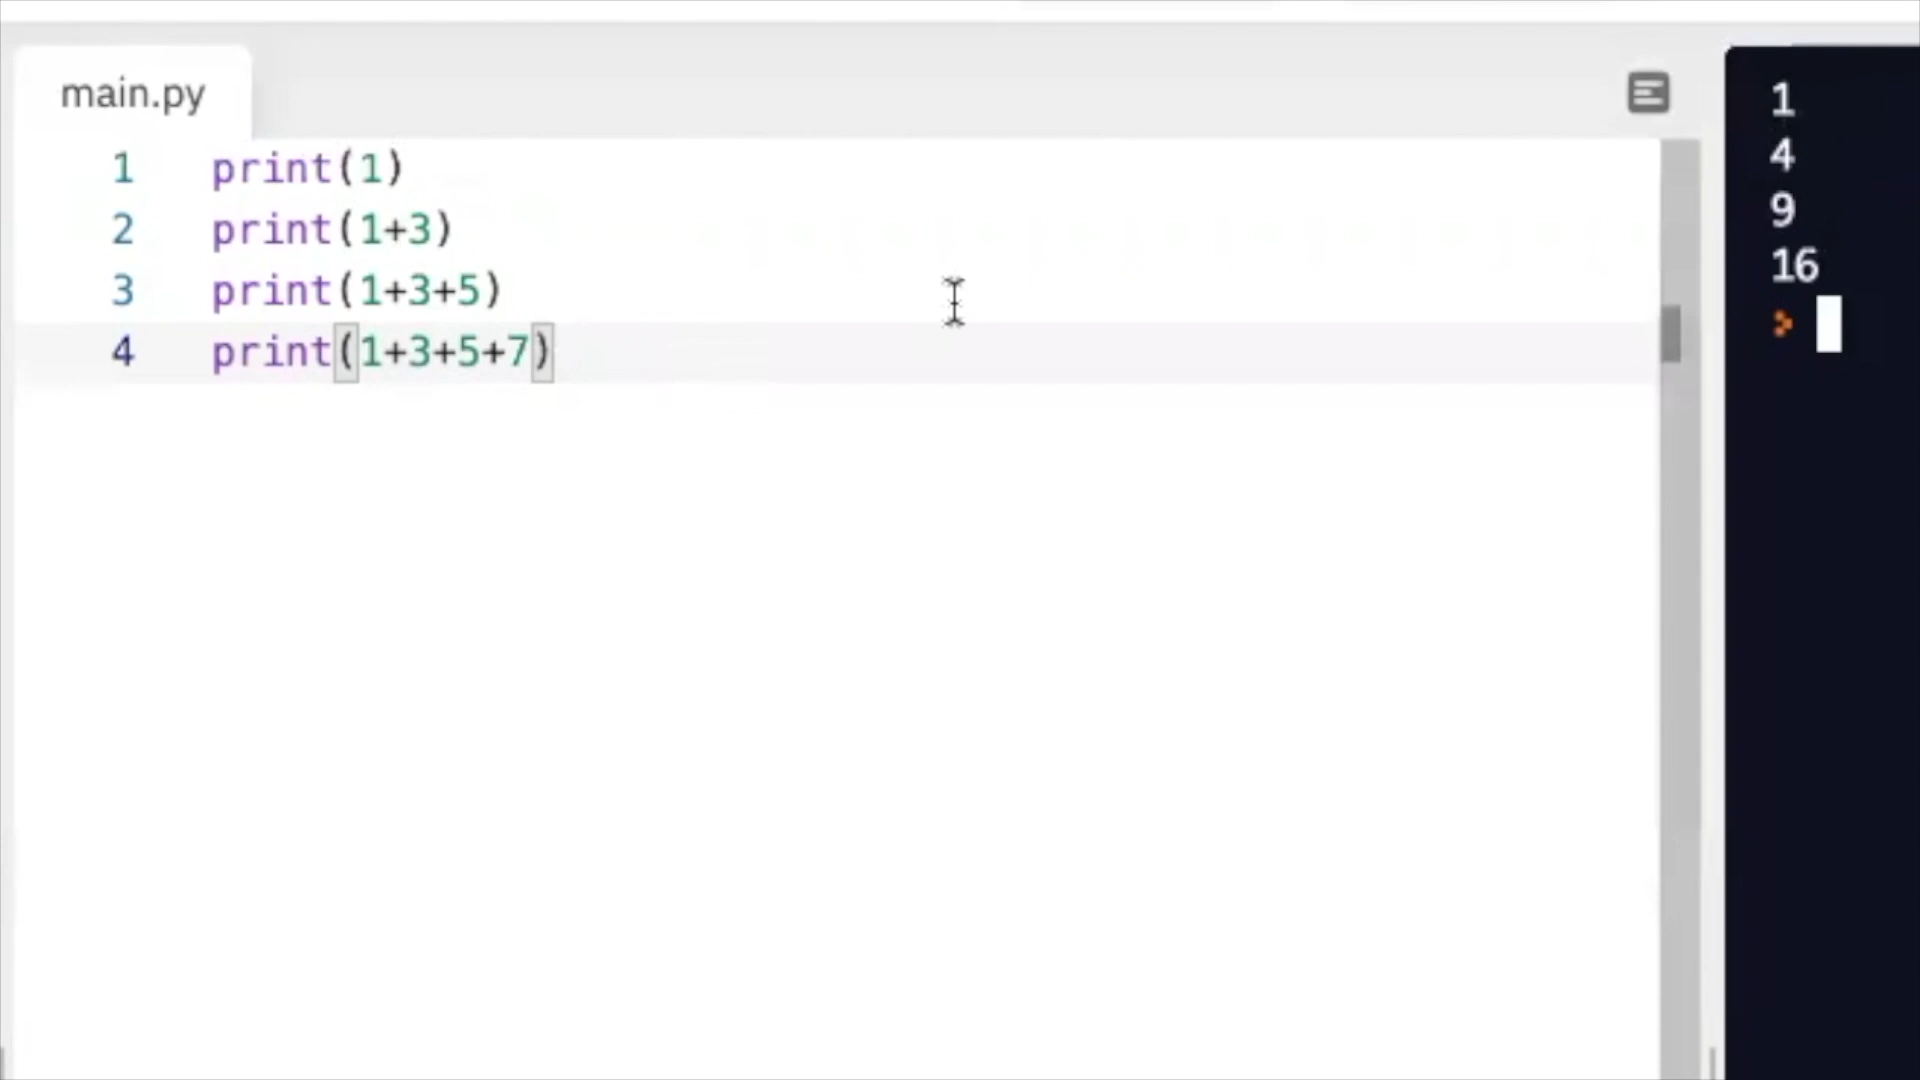 main.py
1 print(1)
2 print(1+3)
3 print(1+3+5)
4 print(1+3+5+7)
1
4
9
16
>